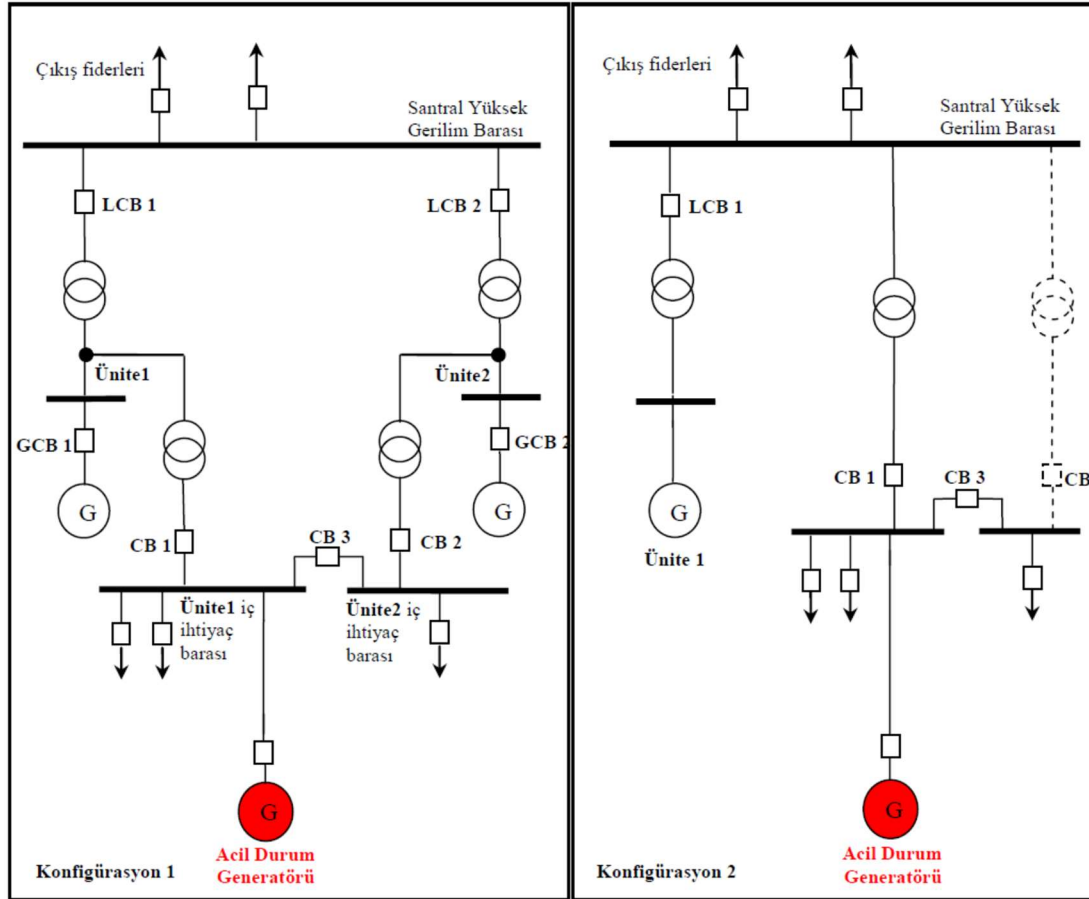 Çıkış fiderleri
Santral Yüksek
Gerilim Barası
LCB 1
LCB 2
Ünite1
Ünite2
GCB 1
GCB 2
G
G
CB 1
CB 3
CB 2
Ünite1 iç
ihtiyaç
barası
Ünite2 iç
ihtiyaç
barası
G
Acil Durum
Generatörü
Konfigürasyon 1
Çıkış fiderleri
Santral Yüksek
Gerilim Barası
LCB 1
CB 1
CB 3
CB
G
Ünite 1
G
Acil Durum
Generatörü
Konfigürasyon 2